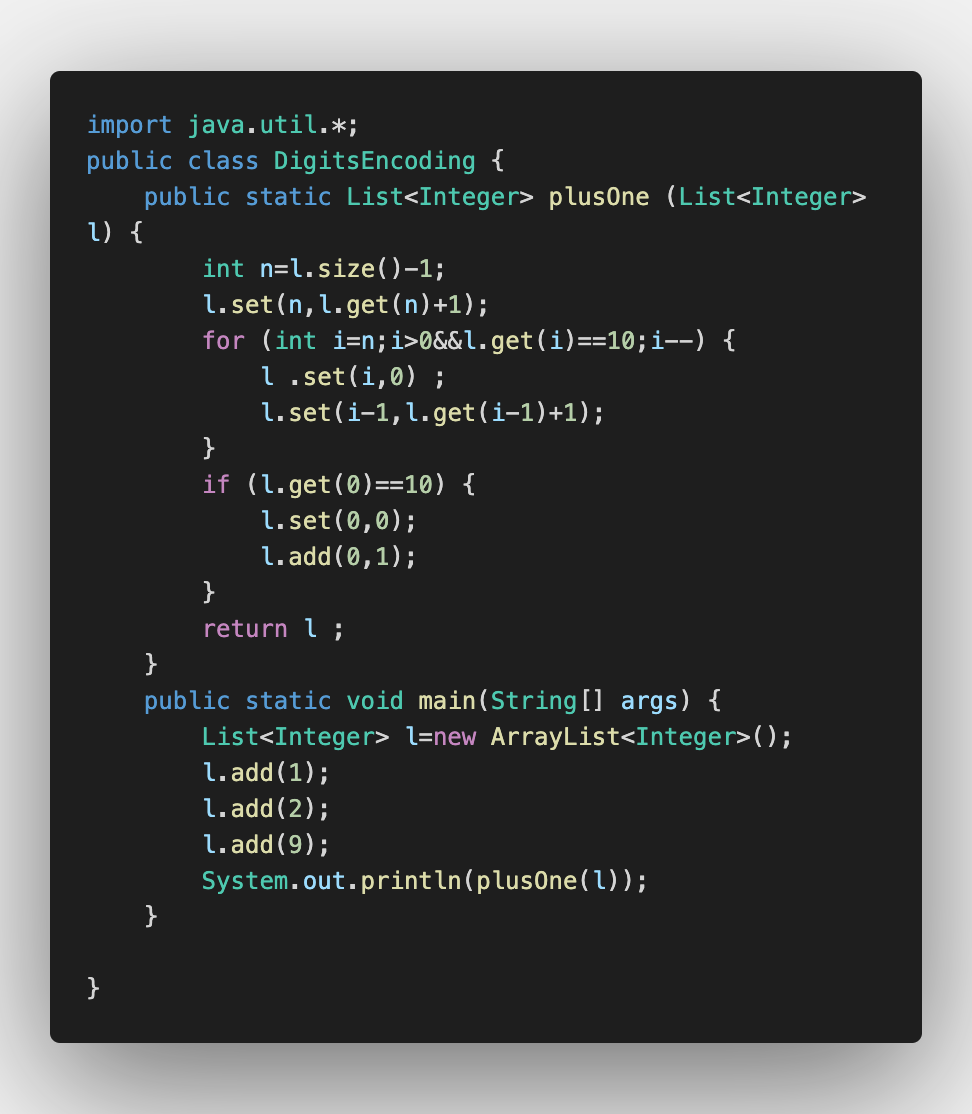 import java.util.*;
public class DigitsEncoding {
    public static List<Integer> plusOne (List<Integer>
l) {
        int n=l.size()-1;
        l.set(n,l.get(n)+1);
        for (int i=n;i>0&&l.get(i)==10;i--) {
            l .set(i,0) ;
            l.set(i-1,l.get(i-1)+1);
        }
        if (l.get(0)==10) {
            l.set(0,0);
            l.add(0,1);
        }
        return l ;
    }
    public static void main(String[] args) {
        List<Integer> l=new ArrayList<Integer>();
        l.add(1);
        l.add(2);
        l.add(9);
        System.out.println(plusOne(l));
    }

}